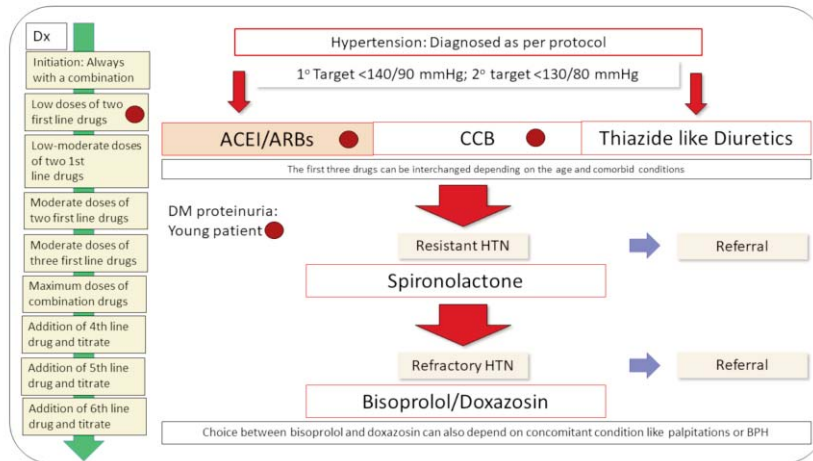 Dx
Initiation: Always
with a combination
Low doses of two
first line drugs
Low-moderate doses
of two 1st
line drugs
Moderate doses of
two first line drugs
Moderate doses of
three first line drugs
Maximum doses of
combination drugs
Addition of 4th line
drug and titrate
Addition of 5th line
drug and titrate
Addition of 6th line
drug and titrate
Hypertension: Diagnosed as per protocol
1º Target <140/90 mmHg; 2º target <130/80 mmHg
ACEI/ARBs
CCB
Thiazide like Diuretics
The first three drugs can be interchanged depending on the age and comorbid conditions
DM proteinuria:
Young patient
Resistant HTN
Referral
Spironolactone
Refractory HTN
Referral
Bisoprolol/Doxazosin
Choice between bisoprolol and doxazosin can also depend on concomitant condition like palpitations or BPH